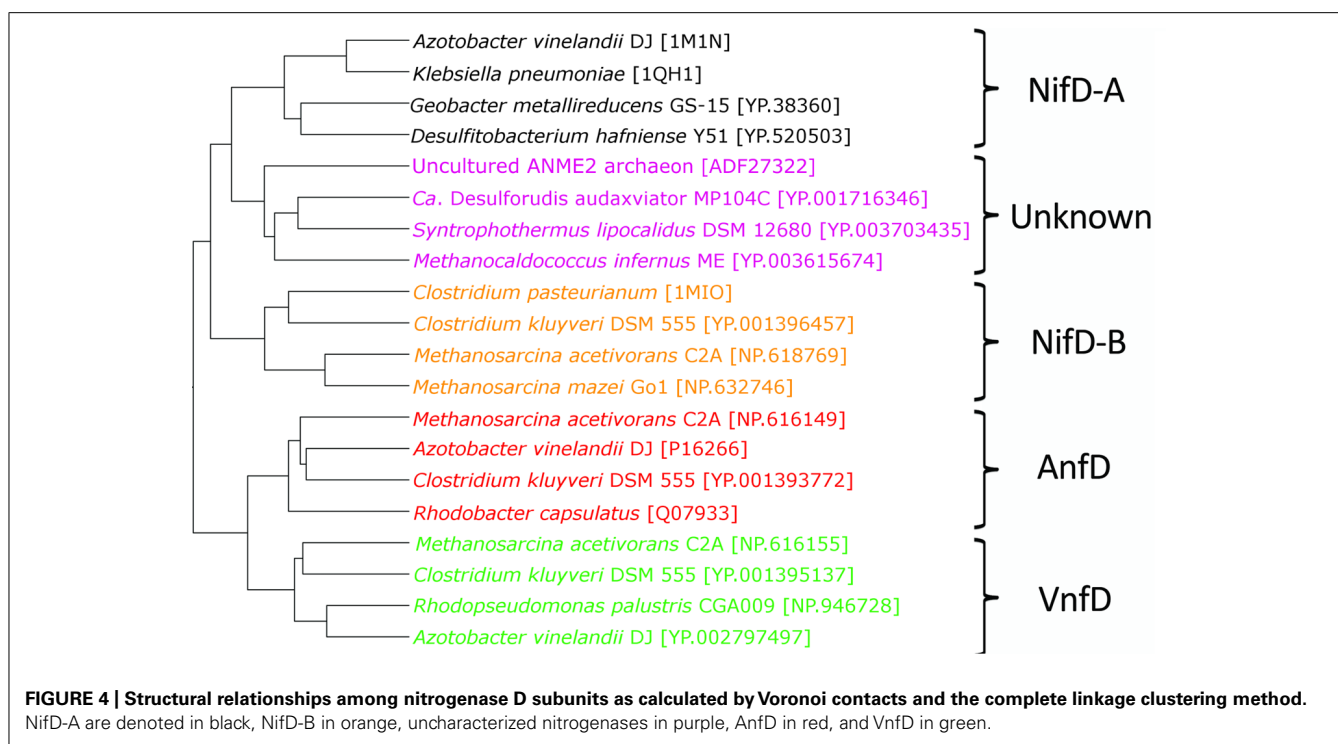 Azotobacter vinelandii DJ [1M1N]
Klebsiella pneumoniae [1QH1]
Geobacter metallireducens GS-15 [YP.38360]
Desulfitobacterium hafniense Y51 [YP.520503]
NifD-A
Uncultured ANME2 archaeon [ADF27322]
Ca. Desulforudis audaxviator MP104C [YP.001716346]
Syntrophothermus lipocalidus DSM 12680 [YP.003703435]
Methanocaldococcus infernus ME [YP.003615674]
Unknown
Clostridium pasteurianum [1MIO]
Clostridium kluyveri DSM 555 [YP.001396457]
Methanosarcina acetivorans C2A [NP.618769]
Methanosarcina mazei Go1 [NP.632746]
NifD-B
Methanosarcina acetivorans C2A [NP.616149]
Azotobacter vinelandii DJ [P16266]
Clostridium kluyveri DSM 555 [YP.001393772]
Rhodobacter capsulatus [Q07933]
AnfD
Methanosarcina acetivorans C2A [NP.616155]
Clostridium kluyveri DSM 555 [YP.001395137]
Rhodopseudomonas palustris CGA009 [NP.946728]
Azotobacter vinelandii DJ [YP.002797497]
VnfD
FIGURE 4 | Structural relationships among nitrogenase D subunits as calculated by Voronoi contacts and the complete linkage clustering method.
NifD-A are denoted in black, NifD-B in orange, uncharacterized nitrogenases in purple, AnfD in red, and VnfD in green.